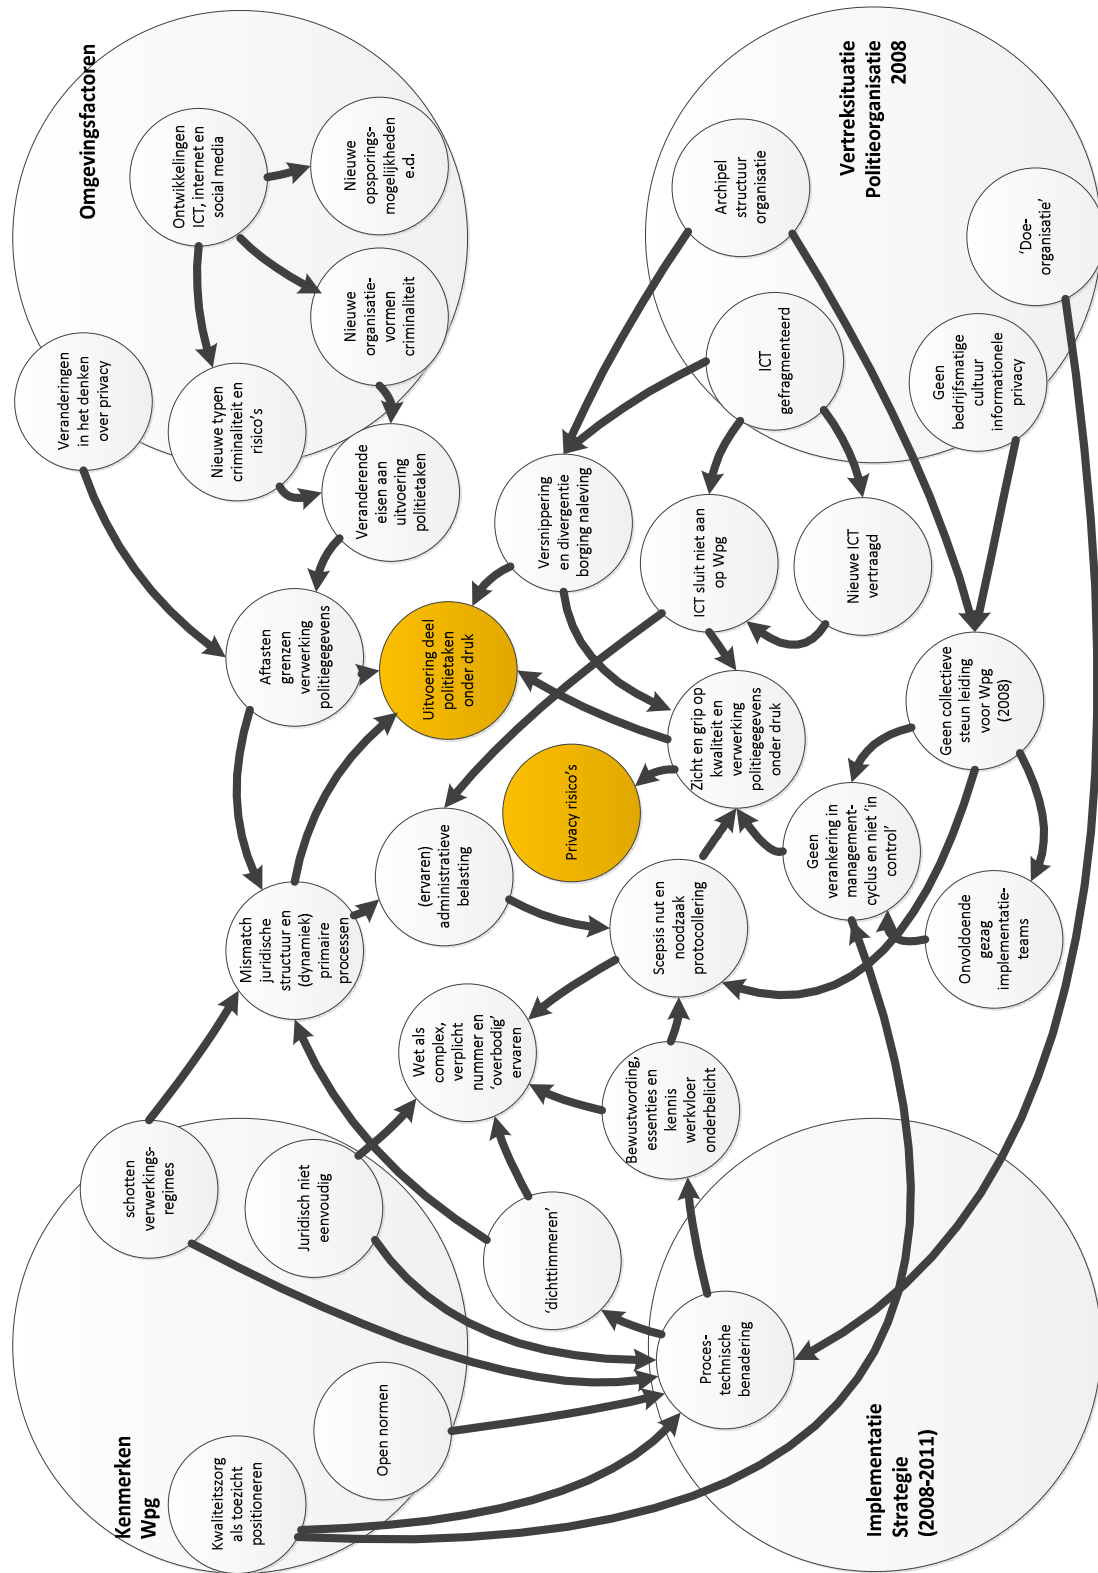 Kenmerken
Wpg
Kwaliteitszorg
als toezicht
positioneren
Open normen
schotten
verwerkings-
regimes
Juridisch niet
eenvoudig
Omgevingsfactoren
Veranderingen
in het denken
over privacy
Ontwikkelingen
ICT, internet en
social media
Nieuwe typen
criminaliteit en
risico's
Nieuwe
organisatie-
vormen
criminaliteit
Nieuwe
opsporings-
mogelijkheden
e.d.
Veranderende
eisen aan
uitvoering
politietaken
Aftasten
grenzen
verwerking
politiegegevens
Mismatch
juridische
structuur en
(dynamiek)
primaire
processen
Uitvoering deel
politietaken
onder druk
(ervaren)
administratieve
belasting
Wet als
complex,
verplicht
nummer en
‘overbodig’
ervaren
‘dichttimmeren’
Privacy risico’s
Versnippering
en divergentie
borging naleving
Scepsis nut en
noodzaak
protocollering
Bewustwording,
essenties en
kennis
werkvloer
onderbelicht
Zicht en grip op
kwaliteit en
verwerking
politiegegevens
onder druk
ICT sluit niet aan
op Wpg
Nieuwe ICT
vertraagd
Geen
verankering in
management-
cyclus en niet ‘in
control’
Geen collectieve
steun leiding
voor Wpg
(2008)
Onvoldoende
gezag
implementatie-
teams
Proces-
technische
benadering
Implementatie
Strategie
(2008-2011)
Archipel
structuur
organisatie
ICT
gefragmenteerd
Vertreksituatie
Politieorganisatie
2008
Geen
bedrijfsmatige
cultuur
informationele
privacy
‘Doe-
organisatie’